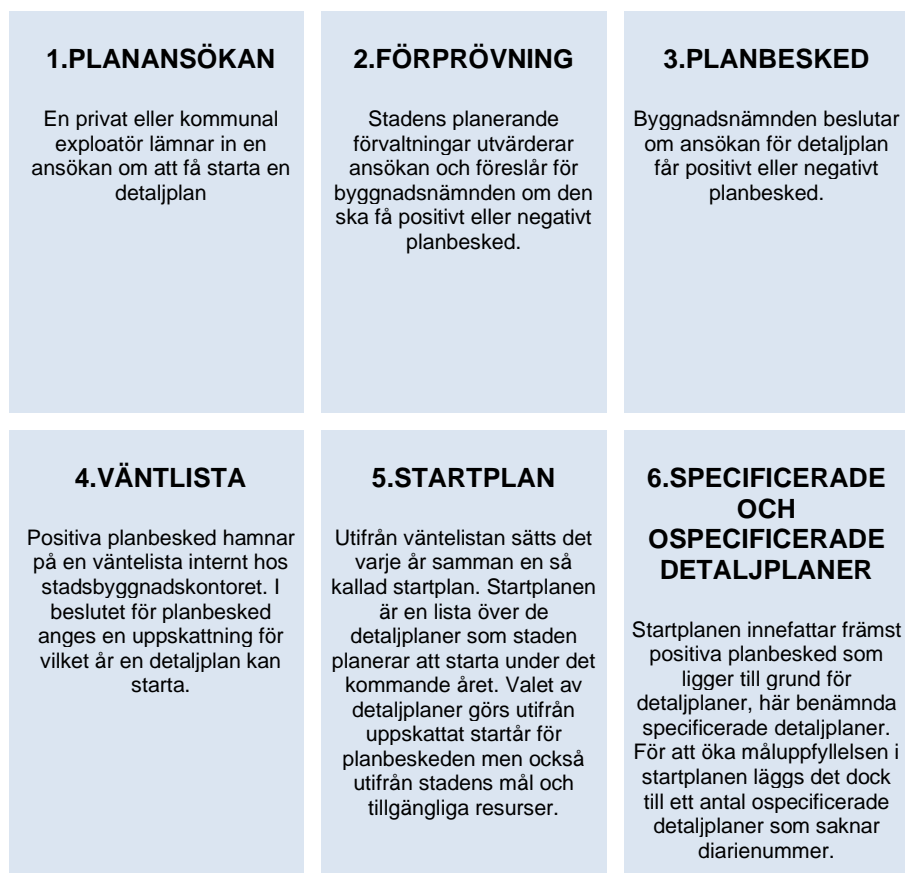 1.PLANANSÖKAN
En privat eller kommunal
exploatör lämnar in en
ansökan om att få starta en
detaljplan
2.FÖRPRÖVNING
Stadens planerande
förvaltningar utvärderar
ansökan och föreslår för
byggnadsnämnden om den
ska få positivt eller negativt
planbesked.
3.PLANBESKED
Byggnadsnämnden beslutar
om ansökan för detaljplan
får positivt eller negativt
planbesked.
4.VÄNTLISTA
Positiva planbesked hamnar
på en väntelista internt hos
stadsbyggnadskontoret. I
beslutet för planbesked
anges en uppskattning för
vilket år en detaljplan kan
starta.
5.STARTPLAN
Utifrån väntelistan sätts det
varje år samman en så
kallad startplan. Startplanen
är en lista över de
detaljplaner som staden
planerar att starta under det
kommande året. Valet av
detaljplaner görs utifrån
uppskattat startår för
planbeskeden men också
utifrån stadens mål och
tillgängliga resurser.
6.SPECIFICERADE
OCH
OSPECIFICERADE
DETALJPLANER
Startplanen innefattar främst
positiva planbesked som
ligger till grund för
detaljplaner, här benämnda
specificerade detaljplaner.
För att öka måluppfyllelsen i
startplanen läggs det dock
till ett antal ospecificerade
detaljplaner som saknar
diarienummer.